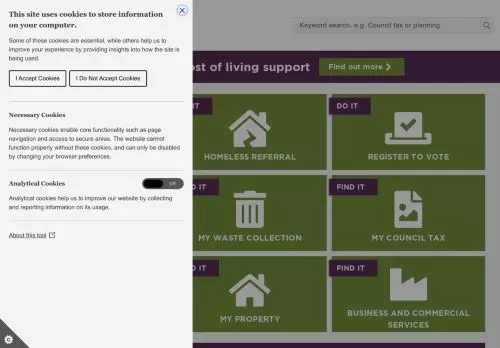 This site uses cookies to store information
on your computer.
Some of these cookies are essential, while others help us to
improve your experience by providing insights into how the site is
being used.
I Accept Cookies
I Do Not Accept Cookies
Necessary Cookies
Necessary cookies enable core functionality such as page
navigation and access to secure areas. The website cannot
function properly without these cookies, and can only be disabled
by changing your browser preferences.
Analytical Cookies
Off
Analytical cookies help us to improve our website by collecting
and reporting information on its usage.
About this tool
Keyword search, e.g. Council tax or planning
of living support
Find out more
IT
HOMELESS REFERRAL
DO IT
REGISTER TO VOTE
IT
MY WASTE COLLECTION
FIND IT
MY COUNCIL TAX
IT
MY PROPERTY
FIND IT
BUSINESS AND COMMERCIAL
SERVICES